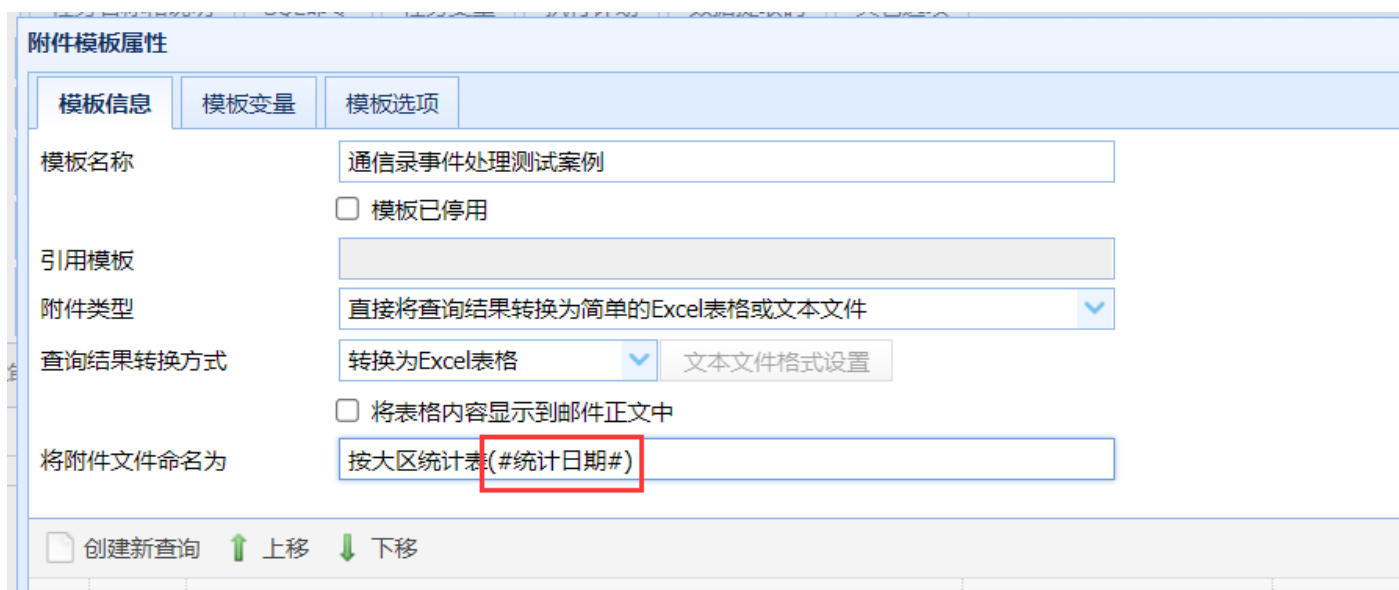 附件模板属性
模板信息 模板变量 模板选项
模板名称 通信录事件处理测试案例
模板已停用
引用模板
附件类型 直接将查询结果转换为简单的Excel表格或文本文件
查询结果转换方式 转换为Excel表格 文本文件格式设置
将表格内容显示到邮件正文中
将附件文件命名为 按大区统计表(#统计日期#)
创建新查询 上移 下移